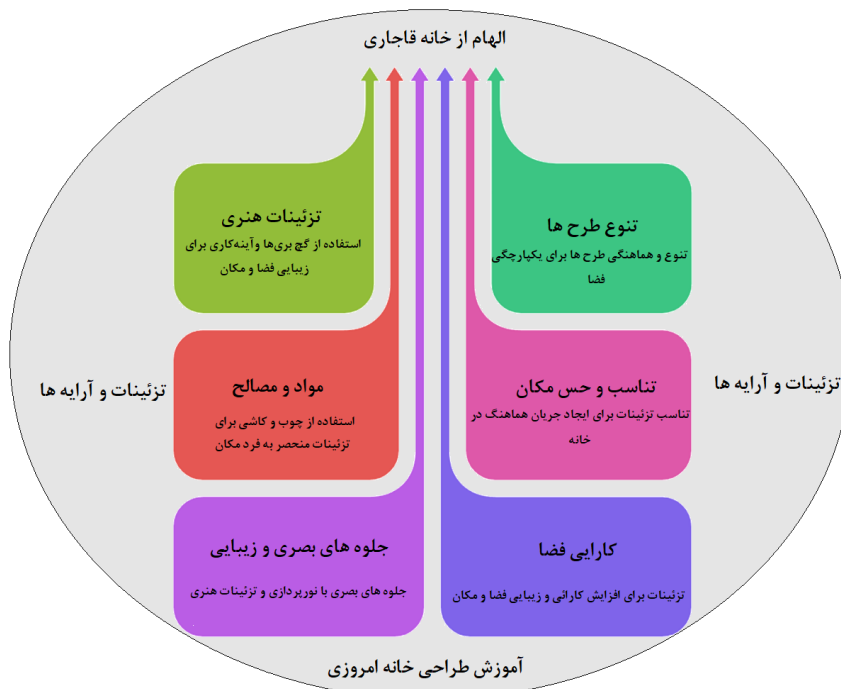 الهام از خانه قاجاری
تنوع طرح ها
تنوع و هماهنگی طرح ها برای یکپارچگی
فضا
تزئینات هنری
استفاده از گچ بری‌ها وآینه‌کاری برای
زیبایی فضا و مکان
تزئینات و آرایه ها
تناسب و حس مکان
تناسب تزئینات برای ایجاد جریان هماهنگ در
خانه
مواد و مصالح
استفاده از چوب و کاشی برای
تزئینات منحصر به فرد مکان
تزئینات و آرایه ها
کارایی فضا
تزئینات برای افزایش کارائی و زیبایی فضا و مکان
جلوه های بصری و زیبایی
جلوه های بصری با نورپردازی و تزئینات هنری
آموزش طراحی خانه امروزی